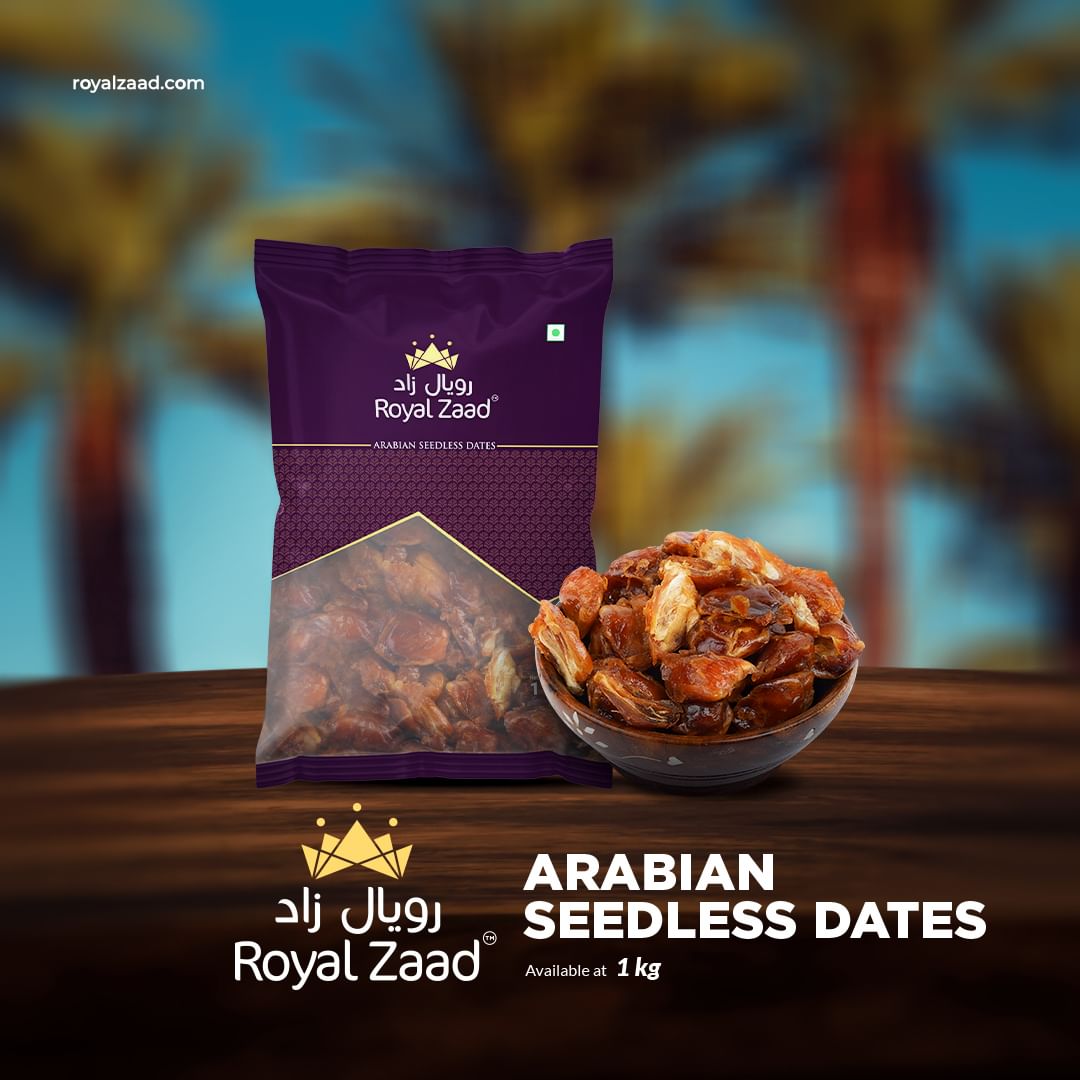 royalzaad.com
رويال زاد
Royal Zaad
ARABIAN SEEDLESS DATES
رويال زاد
Royal Zaad™
ARABIAN
SEEDLESS DATES
Available at 1 kg